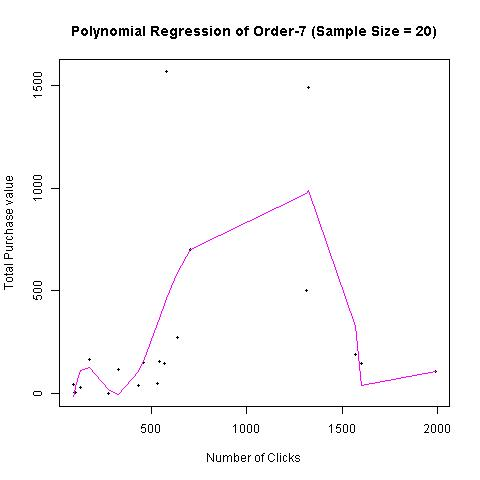 Polynomial Regression of Order-7 (Sample Size = 20)
Total Purchase value
1500
1000
500
0
500
1000
1500
2000
Number of Clicks